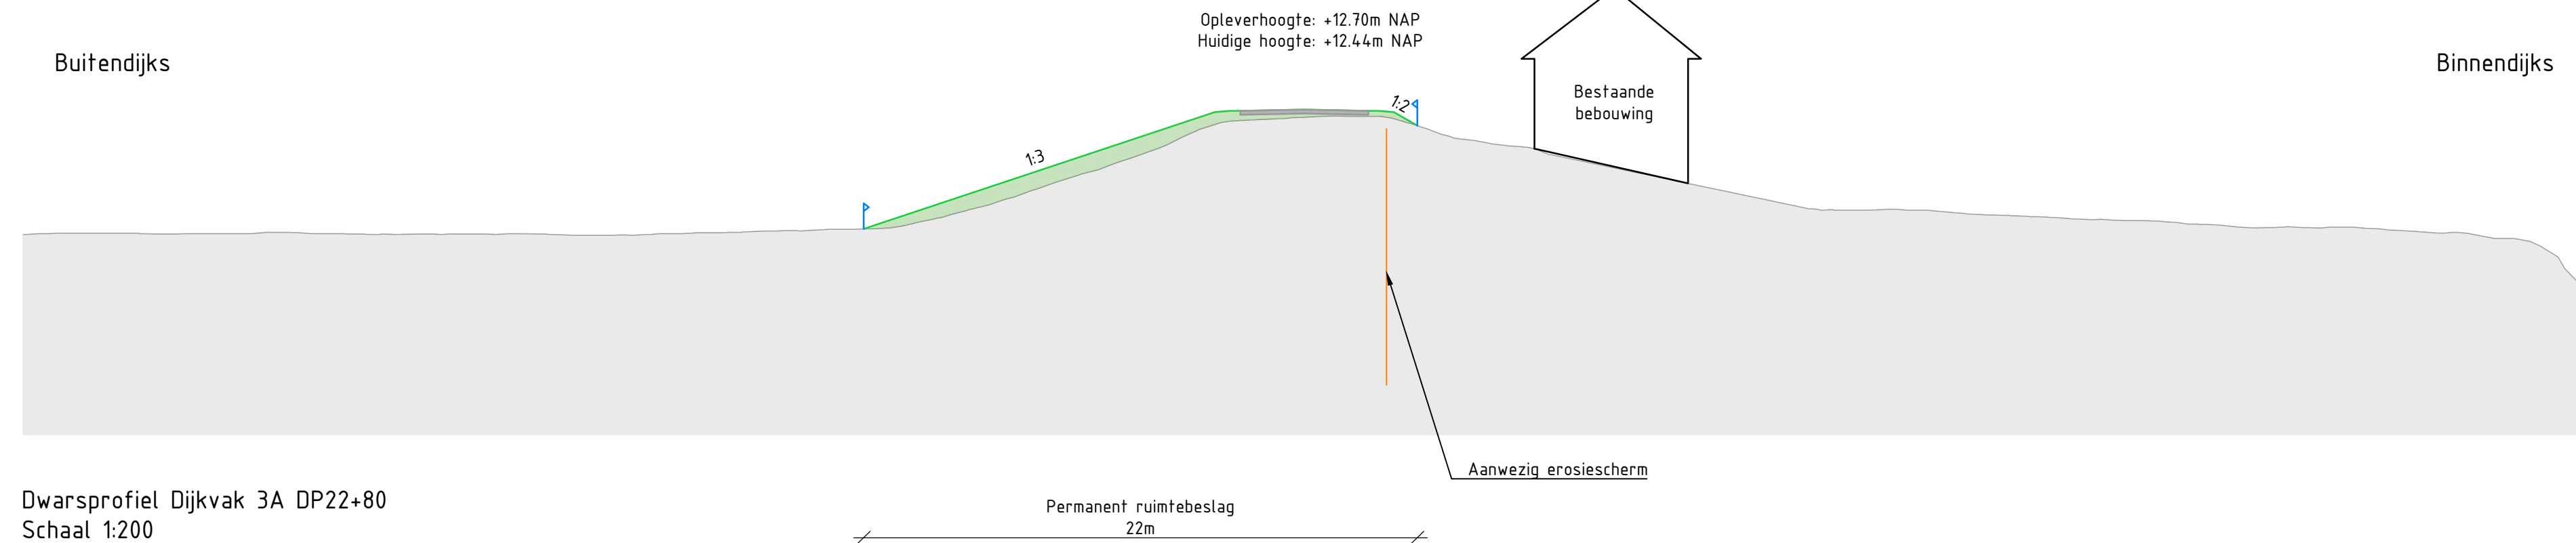 Opleverhoogte: +12.70m NAP
Huidige hoogte: +12.44m NAP
Buitendijks
Binnendijks
Bestaande
bebouwing
1:2
1:3
Aanwezig erosiescherm
Dwarsprofiel Dijkvak 3A DP22+80
Schaal 1:200
Permanent ruimtebeslag
22m